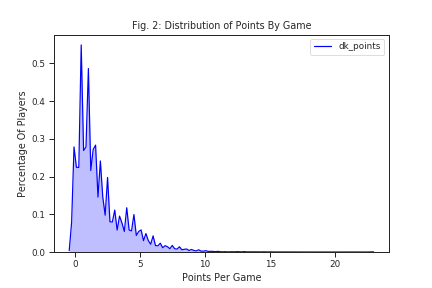 Fig. 2: Distribution of Points By Game
dk_points
Percentage Of Players
0.5
0.4
0.3
0.2
0.1
0.0
0 5 10 15 20
Points Per Game